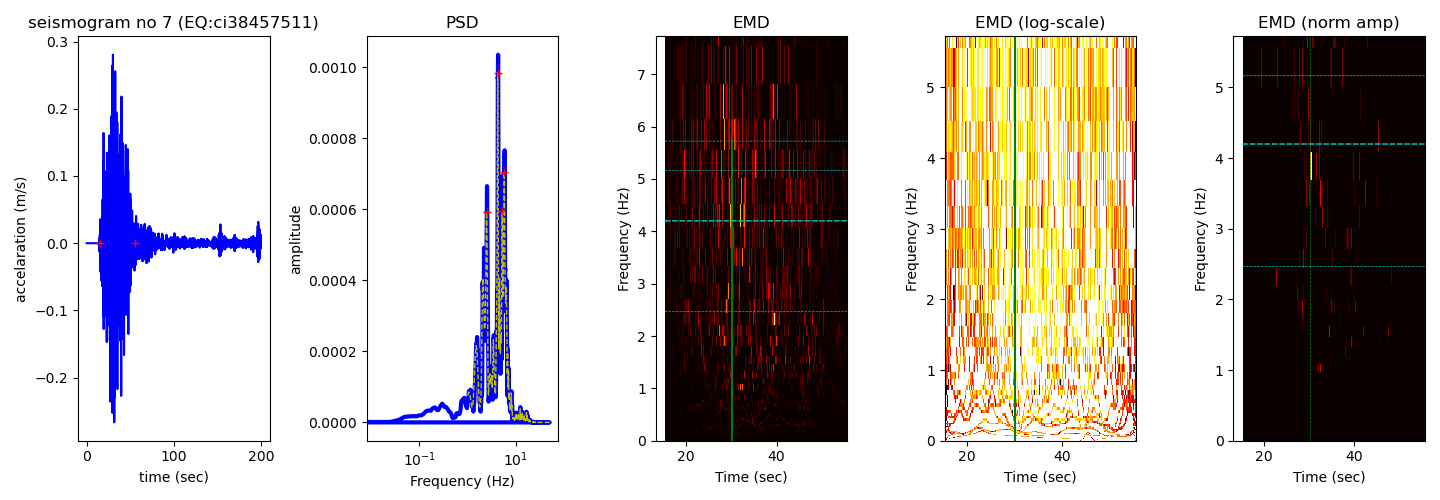 seismogram no 7 (EQ:ci38457511)
0.3
0.2
0.1
0.0
−0.1
−0.2
accelaration (m/s)
0
100
200
time (sec)
PSD
0.0010
0.0008
0.0006
0.0004
0.0002
0.0000
amplitude
10⁻¹
10¹
Frequency (Hz)
EMD
7
6
5
4
3
2
1
0
Frequency (Hz)
20
40
Time (sec)
EMD (log-scale)
5
4
3
2
1
0
Frequency (Hz)
20
40
Time (sec)
EMD (norm amp)
5
4
3
2
1
0
Frequency (Hz)
20
40
Time (sec)